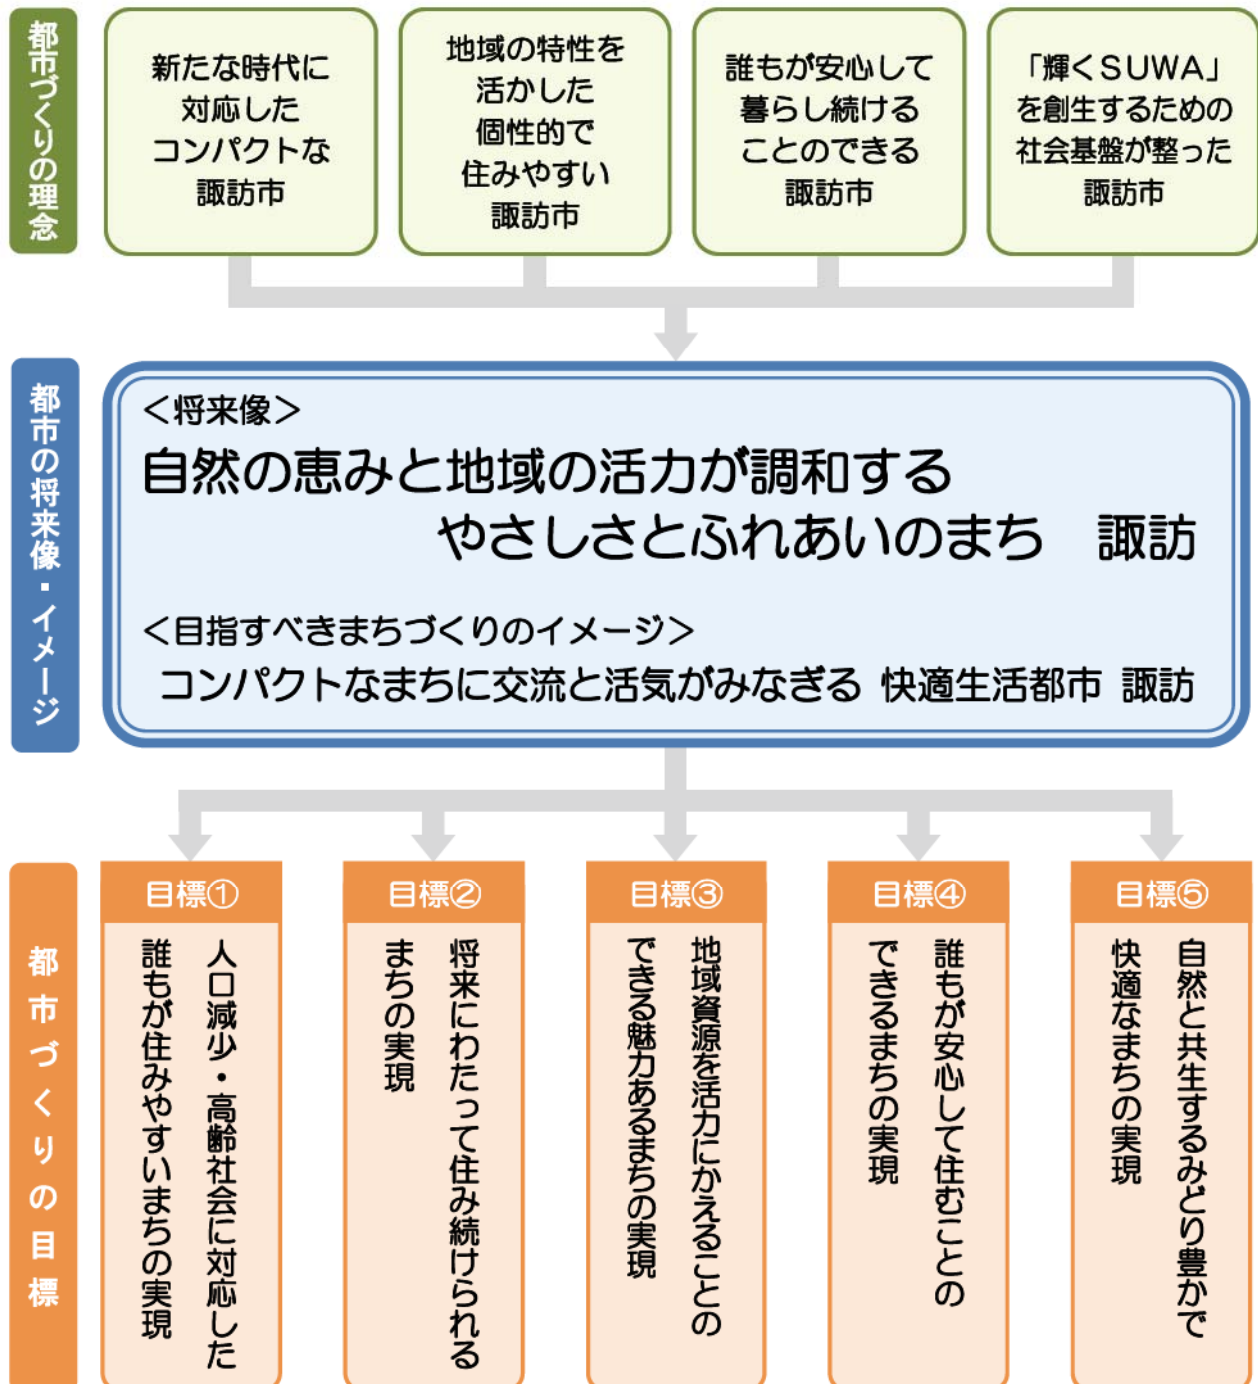 都市づくりの理念
新たな時代に
対応した
コンパクトな
諏訪市
地域の特性を
活かした
個性的で
住みやすい
諏訪市
誰もが安心して
暮らし続ける
ことのできる
諏訪市
「輝くSUWA」
を創生するための
社会基盤が整った
諏訪市
都市の将来像・イメージ
＜将来像＞
自然の恵みと地域の活力が調和する
やさしさとふれあいのまち　諏訪
＜目指すべきまちづくりのイメージ＞
コンパクトなまちに交流と活気がみなぎる 快適生活都市 諏訪
都市づくりの目標
目標①
人口減少・高齢社会に対応した
誰もが住みやすいまちの実現
目標②
将来にわたって住み続けられる
まちの実現
目標③
地域資源を活力にかえることの
できる魅力あるまちの実現
目標④
誰もが安心して住むことの
できるまちの実現
目標⑤
自然と共生するみどり豊かで
快適なまちの実現